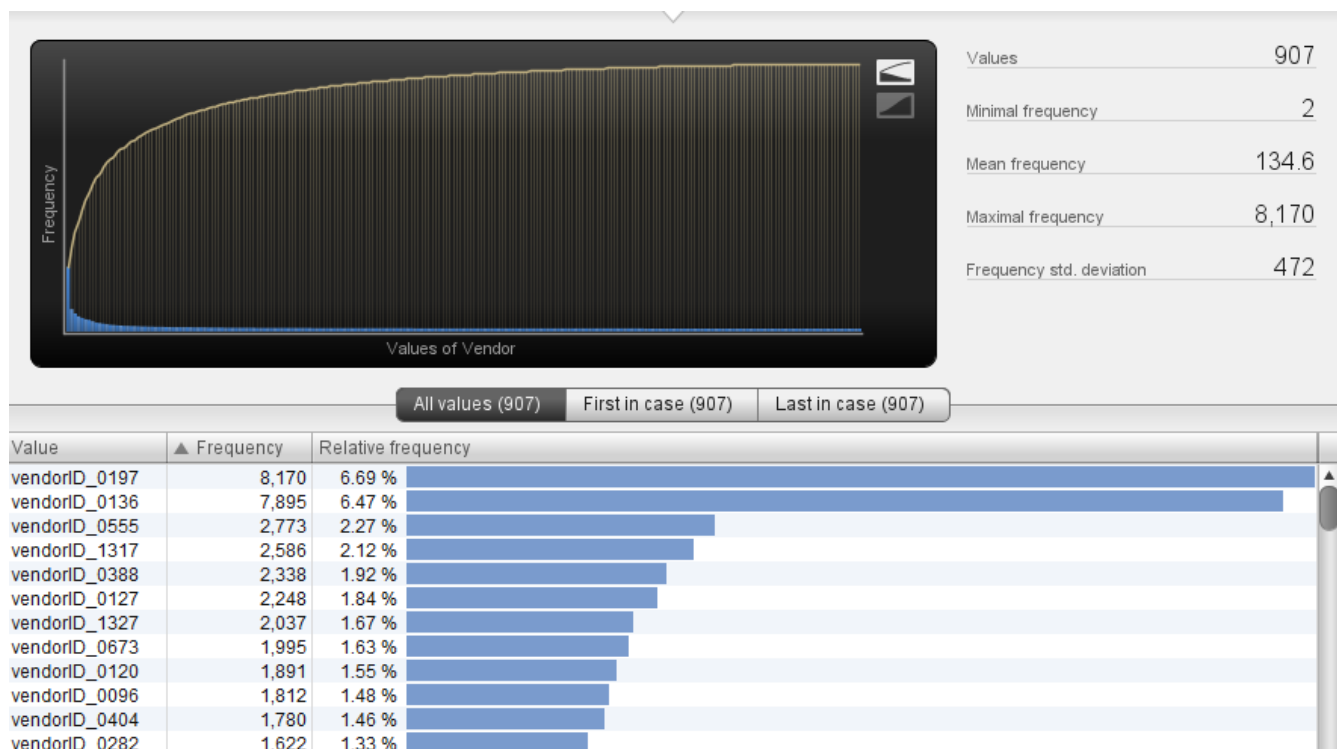 Values 907
Minimal frequency 2
Mean frequency 134.6
Maximal frequency 8,170
Frequency std. deviation 472
Frequency
Values of Vendor
All values (907) First in case (907) Last in case (907)
Value Frequency Relative frequency
vendorID_0197 8,170 6.69 %
vendorID_0136 7,895 6.47 %
vendorID_0555 2,773 2.27 %
vendorID_1317 2,586 2.12 %
vendorID_0388 2,338 1.92 %
vendorID_0127 2,248 1.84 %
vendorID_1327 2,037 1.67 %
vendorID_0673 1,995 1.63 %
vendorID_0120 1,891 1.55 %
vendorID_0096 1,812 1.48 %
vendorID_0404 1,780 1.46 %
vendorID_0282 1,622 1.33 %